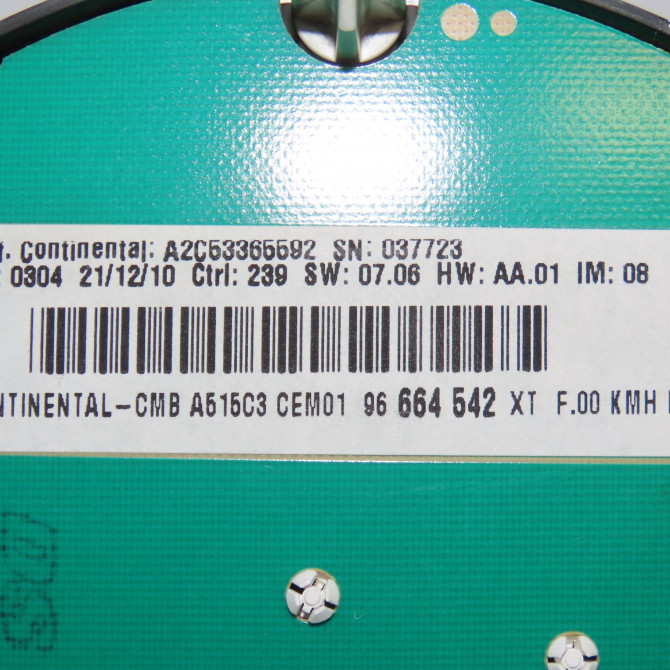 f. Continental: A2C53365592 SN: 037723
: 0304 21/12/10 Ctrl: 239 SW: 07.06 HW: AA.01 IM: 08
NTINENTAL-CMB A515C3 CEM01 96 664 542 XT F.00 KMH